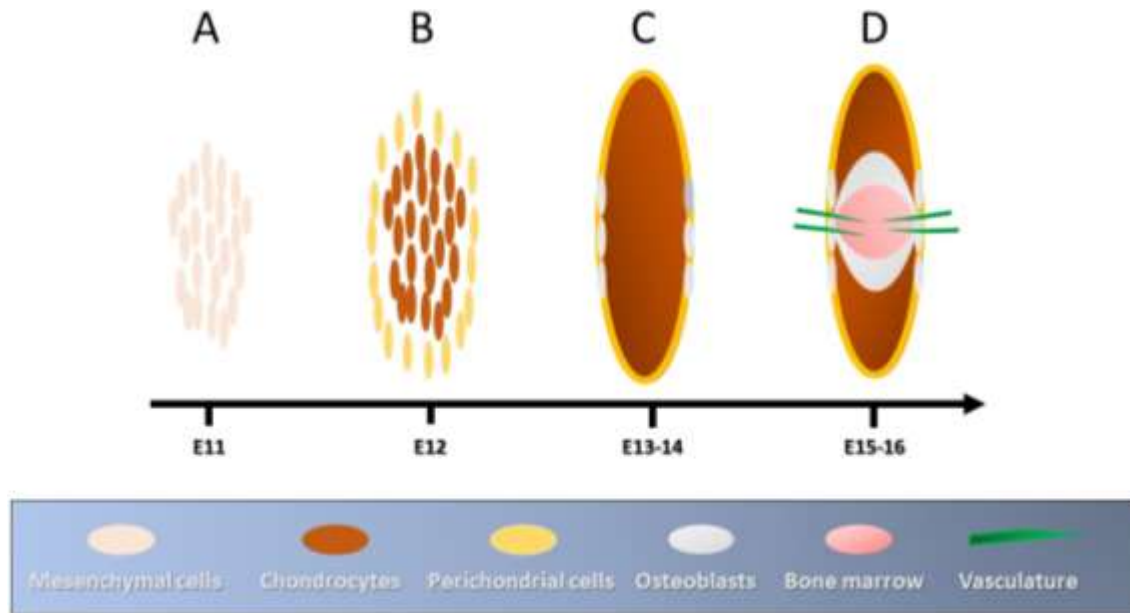 A B C D
E11 E12 E13-14 E15-16
Mesenchymal cells Chondrocytes Perichondrial cells Osteoblasts Bone marrow Vasculature